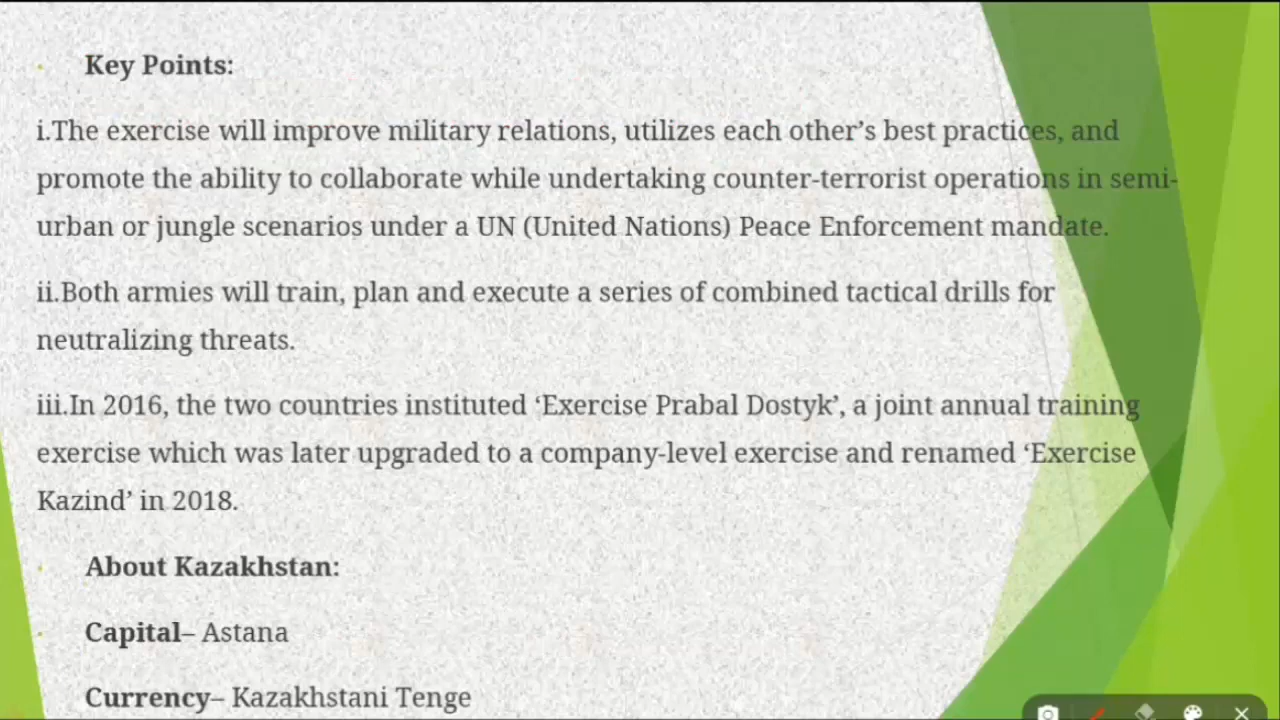 Key Points:
i.The exercise will improve military relations, utilizes each other’s best practices, and
promote the ability to collaborate while undertaking counter-terrorist operations in semi-
urban or jungle scenarios under a UN (United Nations) Peace Enforcement mandate.
ii.Both armies will train, plan and execute a series of combined tactical drills for
neutralizing threats.
iii.In 2016, the two countries instituted ‘Exercise Prabal Dostyk’, a joint annual training
exercise which was later upgraded to a company-level exercise and renamed ‘Exercise
Kazind’ in 2018.
About Kazakhstan:
Capital– Astana
Currency– Kazakhstani Tenge